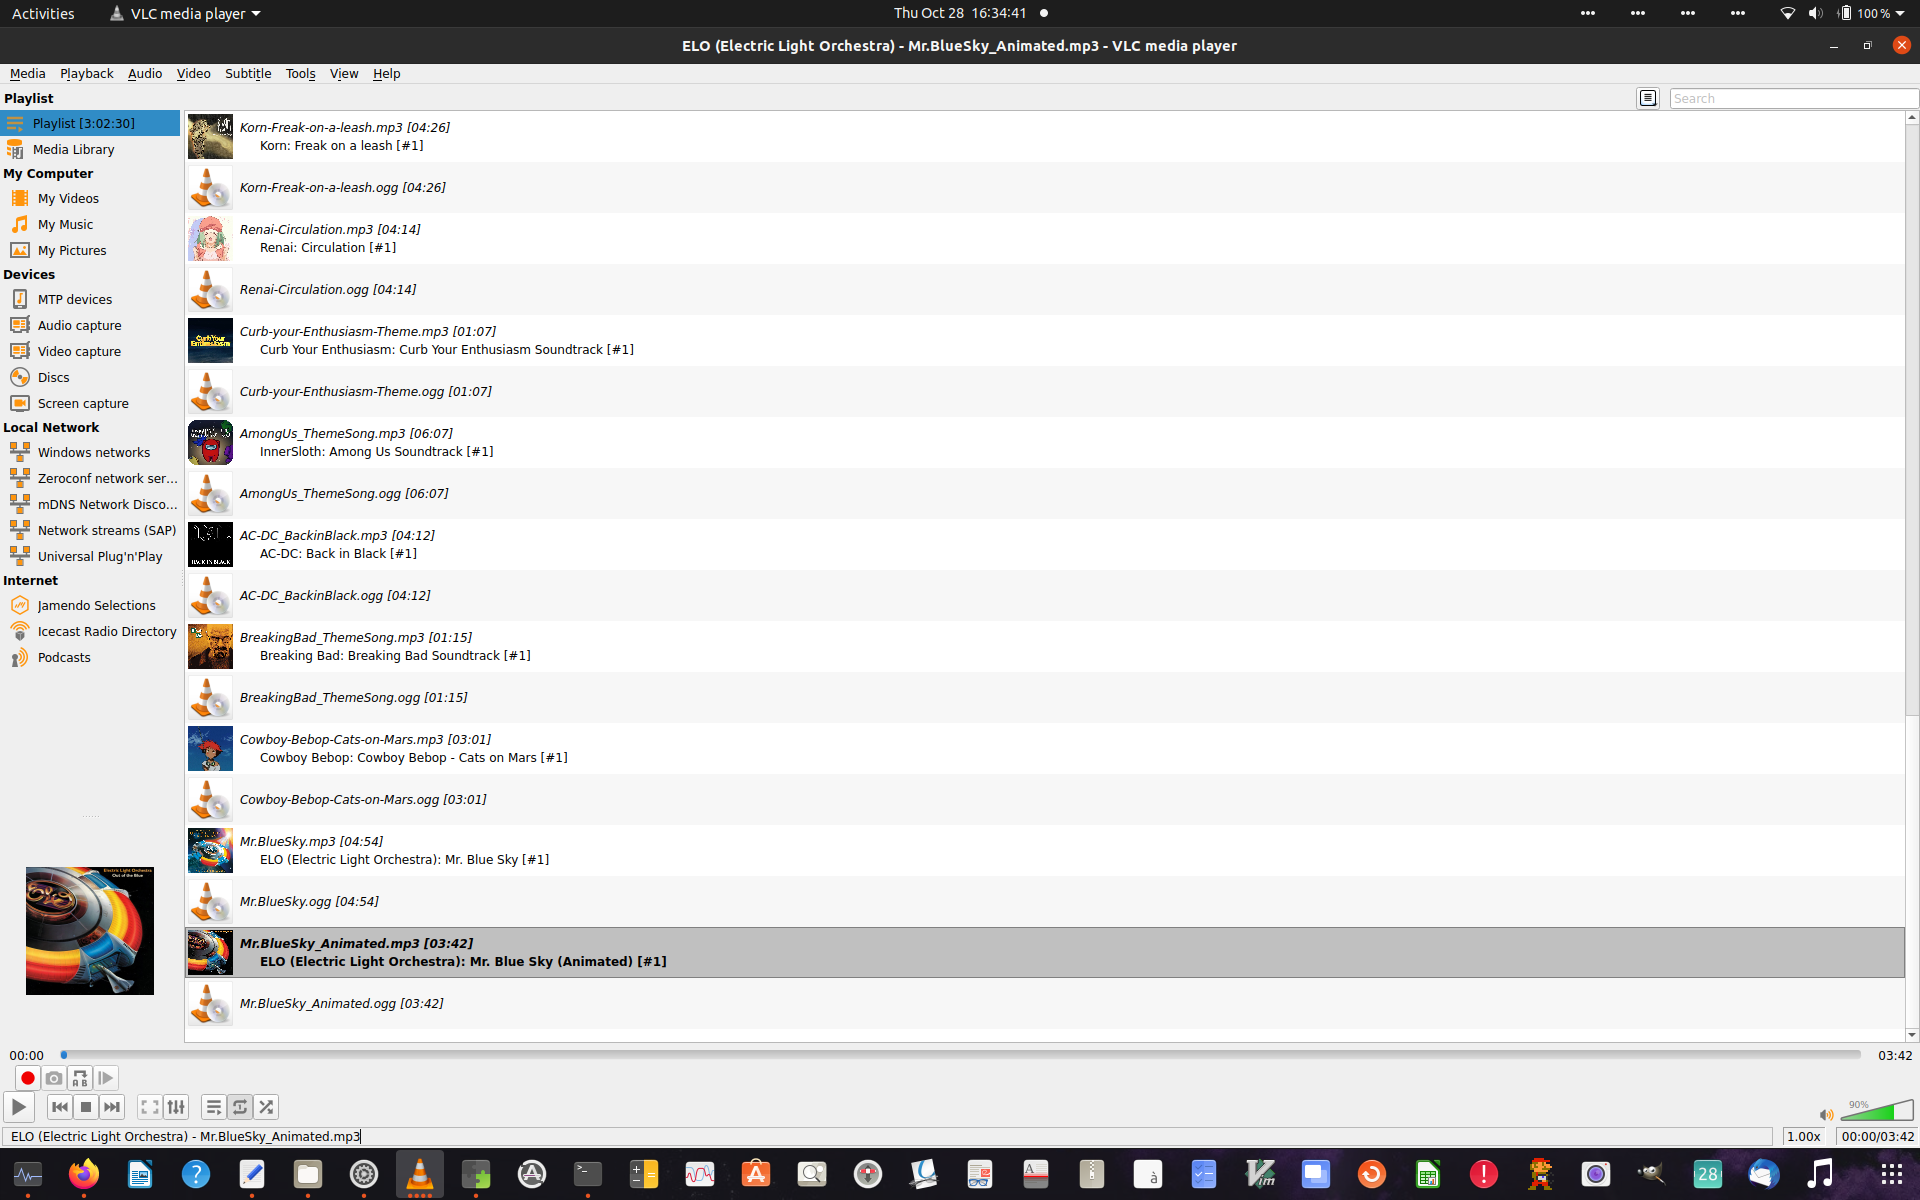 Activities VLC media player Thu Oct 28 16:34:41 100 %
ELO (Electric Light Orchestra) - Mr.BlueSky_Animated.mp3 - VLC media player
Media Playback Audio Video Subtitle Tools View Help
Playlist
Search
Playlist [3:02:30]
Media Library
My Computer
My Videos
My Music
My Pictures
Devices
MTP devices
Audio capture
Video capture
Discs
Screen capture
Local Network
Windows networks
Zeroconf network ser...
mDNS Network Disco...
Network streams (SAP)
Universal Plug'n'Play
Internet
Jamendo Selections
Icecast Radio Directory
Podcasts
Electric Light Orchestra
Out of the Blue
Korn-Freak-on-a-leash.mp3 [04:26]
Korn: Freak on a leash [#1]
Korn-Freak-on-a-leash.ogg [04:26]
Renai-Circulation.mp3 [04:14]
Renai: Circulation [#1]
Renai-Circulation.ogg [04:14]
Curb-your-Enthusiasm-Theme.mp3 [01:07]
Curb Your Enthusiasm: Curb Your Enthusiasm Soundtrack [#1]
Curb-your-Enthusiasm-Theme.ogg [01:07]
AmongUs_ThemeSong.mp3 [06:07]
InnerSloth: Among Us Soundtrack [#1]
AmongUs_ThemeSong.ogg [06:07]
AC-DC_BackinBlack.mp3 [04:12]
AC-DC: Back in Black [#1]
AC-DC_BackinBlack.ogg [04:12]
BreakingBad_ThemeSong.mp3 [01:15]
Breaking Bad: Breaking Bad Soundtrack [#1]
BreakingBad_ThemeSong.ogg [01:15]
Cowboy-Bebop-Cats-on-Mars.mp3 [03:01]
Cowboy Bebop: Cowboy Bebop - Cats on Mars [#1]
Cowboy-Bebop-Cats-on-Mars.ogg [03:01]
Mr.BlueSky.mp3 [04:54]
ELO (Electric Light Orchestra): Mr. Blue Sky [#1]
Mr.BlueSky.ogg [04:54]
Mr.BlueSky_Animated.mp3 [03:42]
ELO (Electric Light Orchestra): Mr. Blue Sky (Animated) [#1]
Mr.BlueSky_Animated.ogg [03:42]
00:00 03:42
A B
90%
ELO (Electric Light Orchestra) - Mr.BlueSky_Animated.mp3 1.00x 00:00/03:42
28